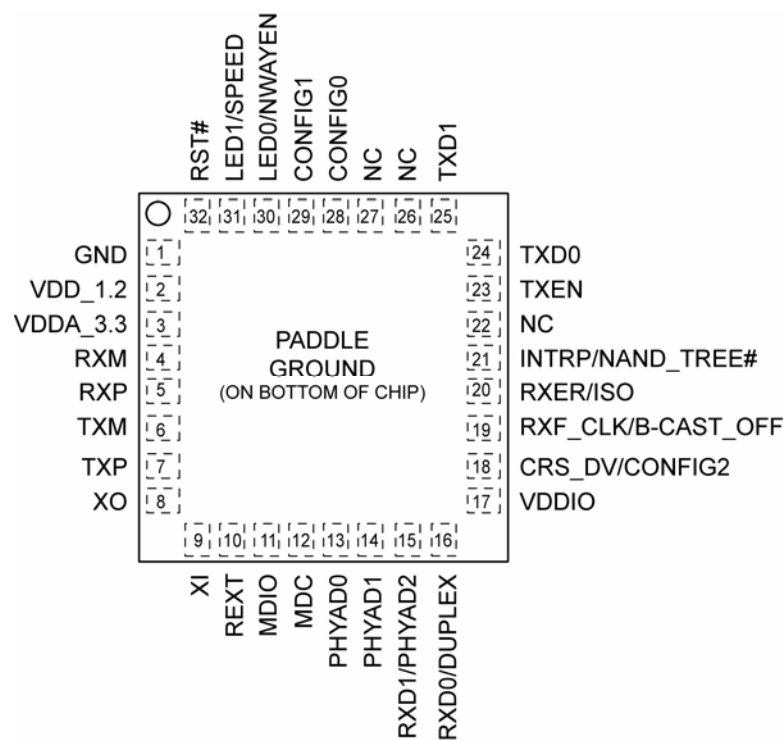 RST#
LED1/SPEED
LED0/NWAYEN
CONFIG1
CONFIG0
NC
NC
TXD1
32
31
30
29
28
27
26
25
GND
1
VDD_1.2
2
VDDA_3.3
3
RXM
4
RXP
5
TXM
6
TXP
7
XO
8
PADDLE
GROUND
(ON BOTTOM OF CHIP)
24
TXD0
23
TXEN
22
NC
21
INTRP/NAND_TREE#
20
RXER/ISO
19
RXF_CLK/B-CAST_OFF
18
CRS_DV/CONFIG2
17
VDDIO
9
10
11
12
13
14
15
16
XI
REXT
MDIO
MDC
PHYAD0
PHYAD1
RXD1/PHYAD2
RXD0/DUPLEX